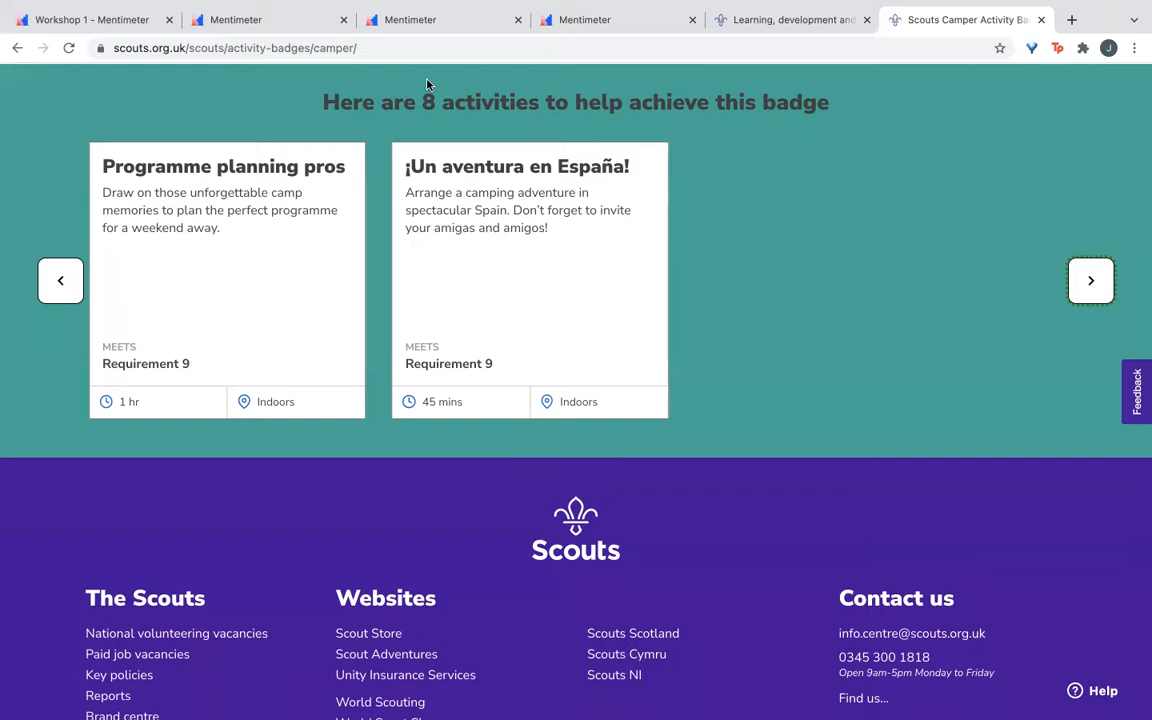 Workshop 1 - Mentimeter
Mentimeter
Mentimeter
Mentimeter
Learning, development and
Scouts Camper Activity Ba
scouts.org.uk/scouts/activity-badges/camper/
Tp
J
Here are 8 activities to help achieve this badge
Programme planning pros
Draw on those unforgettable camp
memories to plan the perfect programme
for a weekend away.
MEETS
Requirement 9
1 hr
Indoors
¡Un aventura en España!
Arrange a camping adventure in
spectacular Spain. Don't forget to invite
your amigas and amigos!
MEETS
Requirement 9
45 mins
Indoors
Feedback
Scouts
The Scouts
National volunteering vacancies
Paid job vacancies
Key policies
Reports
Brand centre
Websites
Scout Store
Scout Adventures
Unity Insurance Services
World Scouting
Scouts Scotland
Scouts Cymru
Scouts NI
Contact us
info.centre@scouts.org.uk
0345 300 1818
Open 9am-5pm Monday to Friday
Find us...
Help